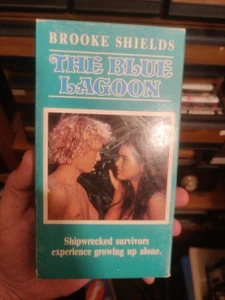 BROOKE SHIELDS
THE BLUE
LAGOON
Shipwrecked survivors
experience growing up alone.